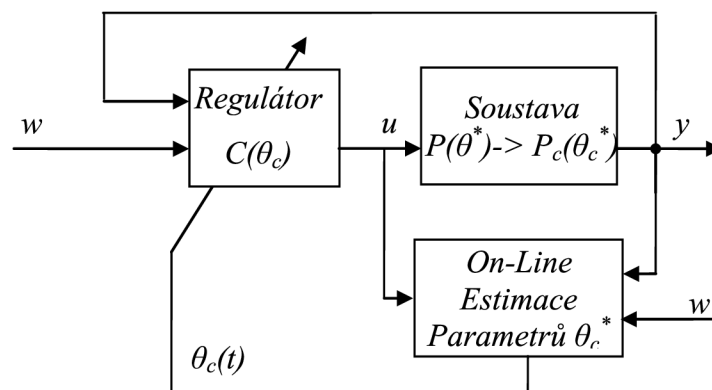 Regulátor
C(θc)
w
u
Soustava
P(θ*)-> Pc(θc*)
y
On-Line
Estimace
Parametrů θc*
w
θc(t)